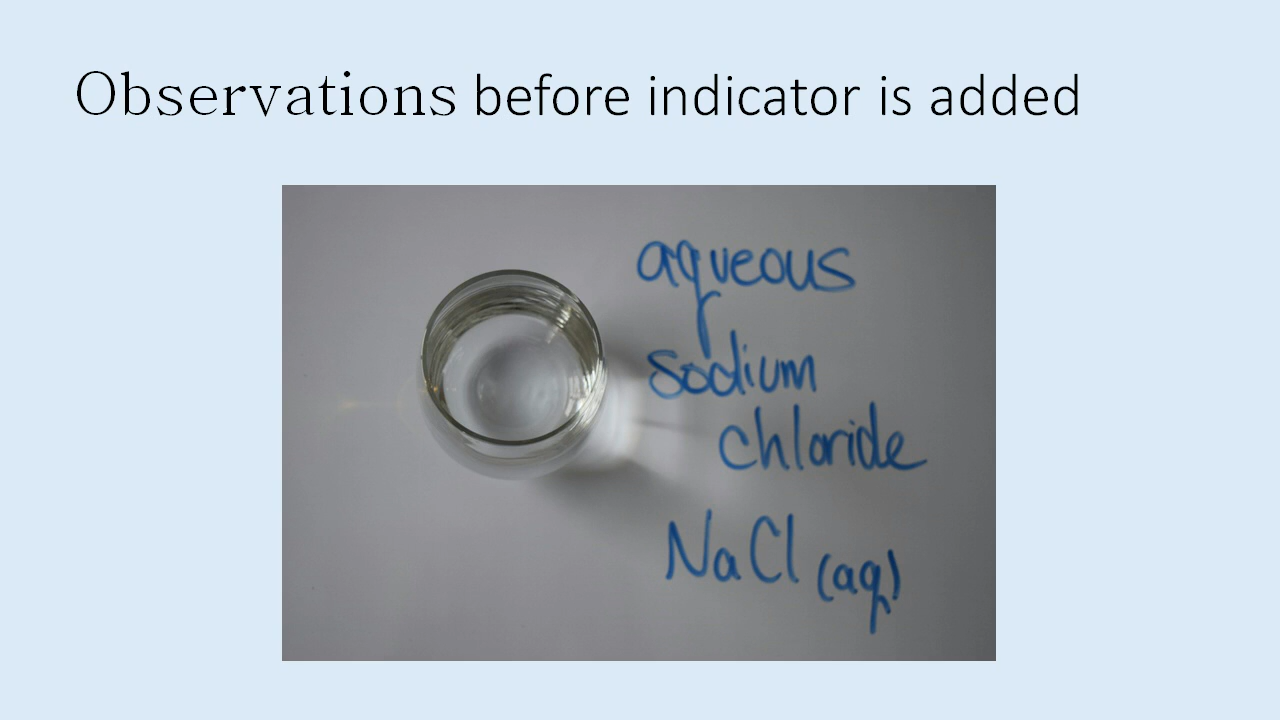 Observations before indicator is added
aqueous
sodium
chloride
NaCl (aq)